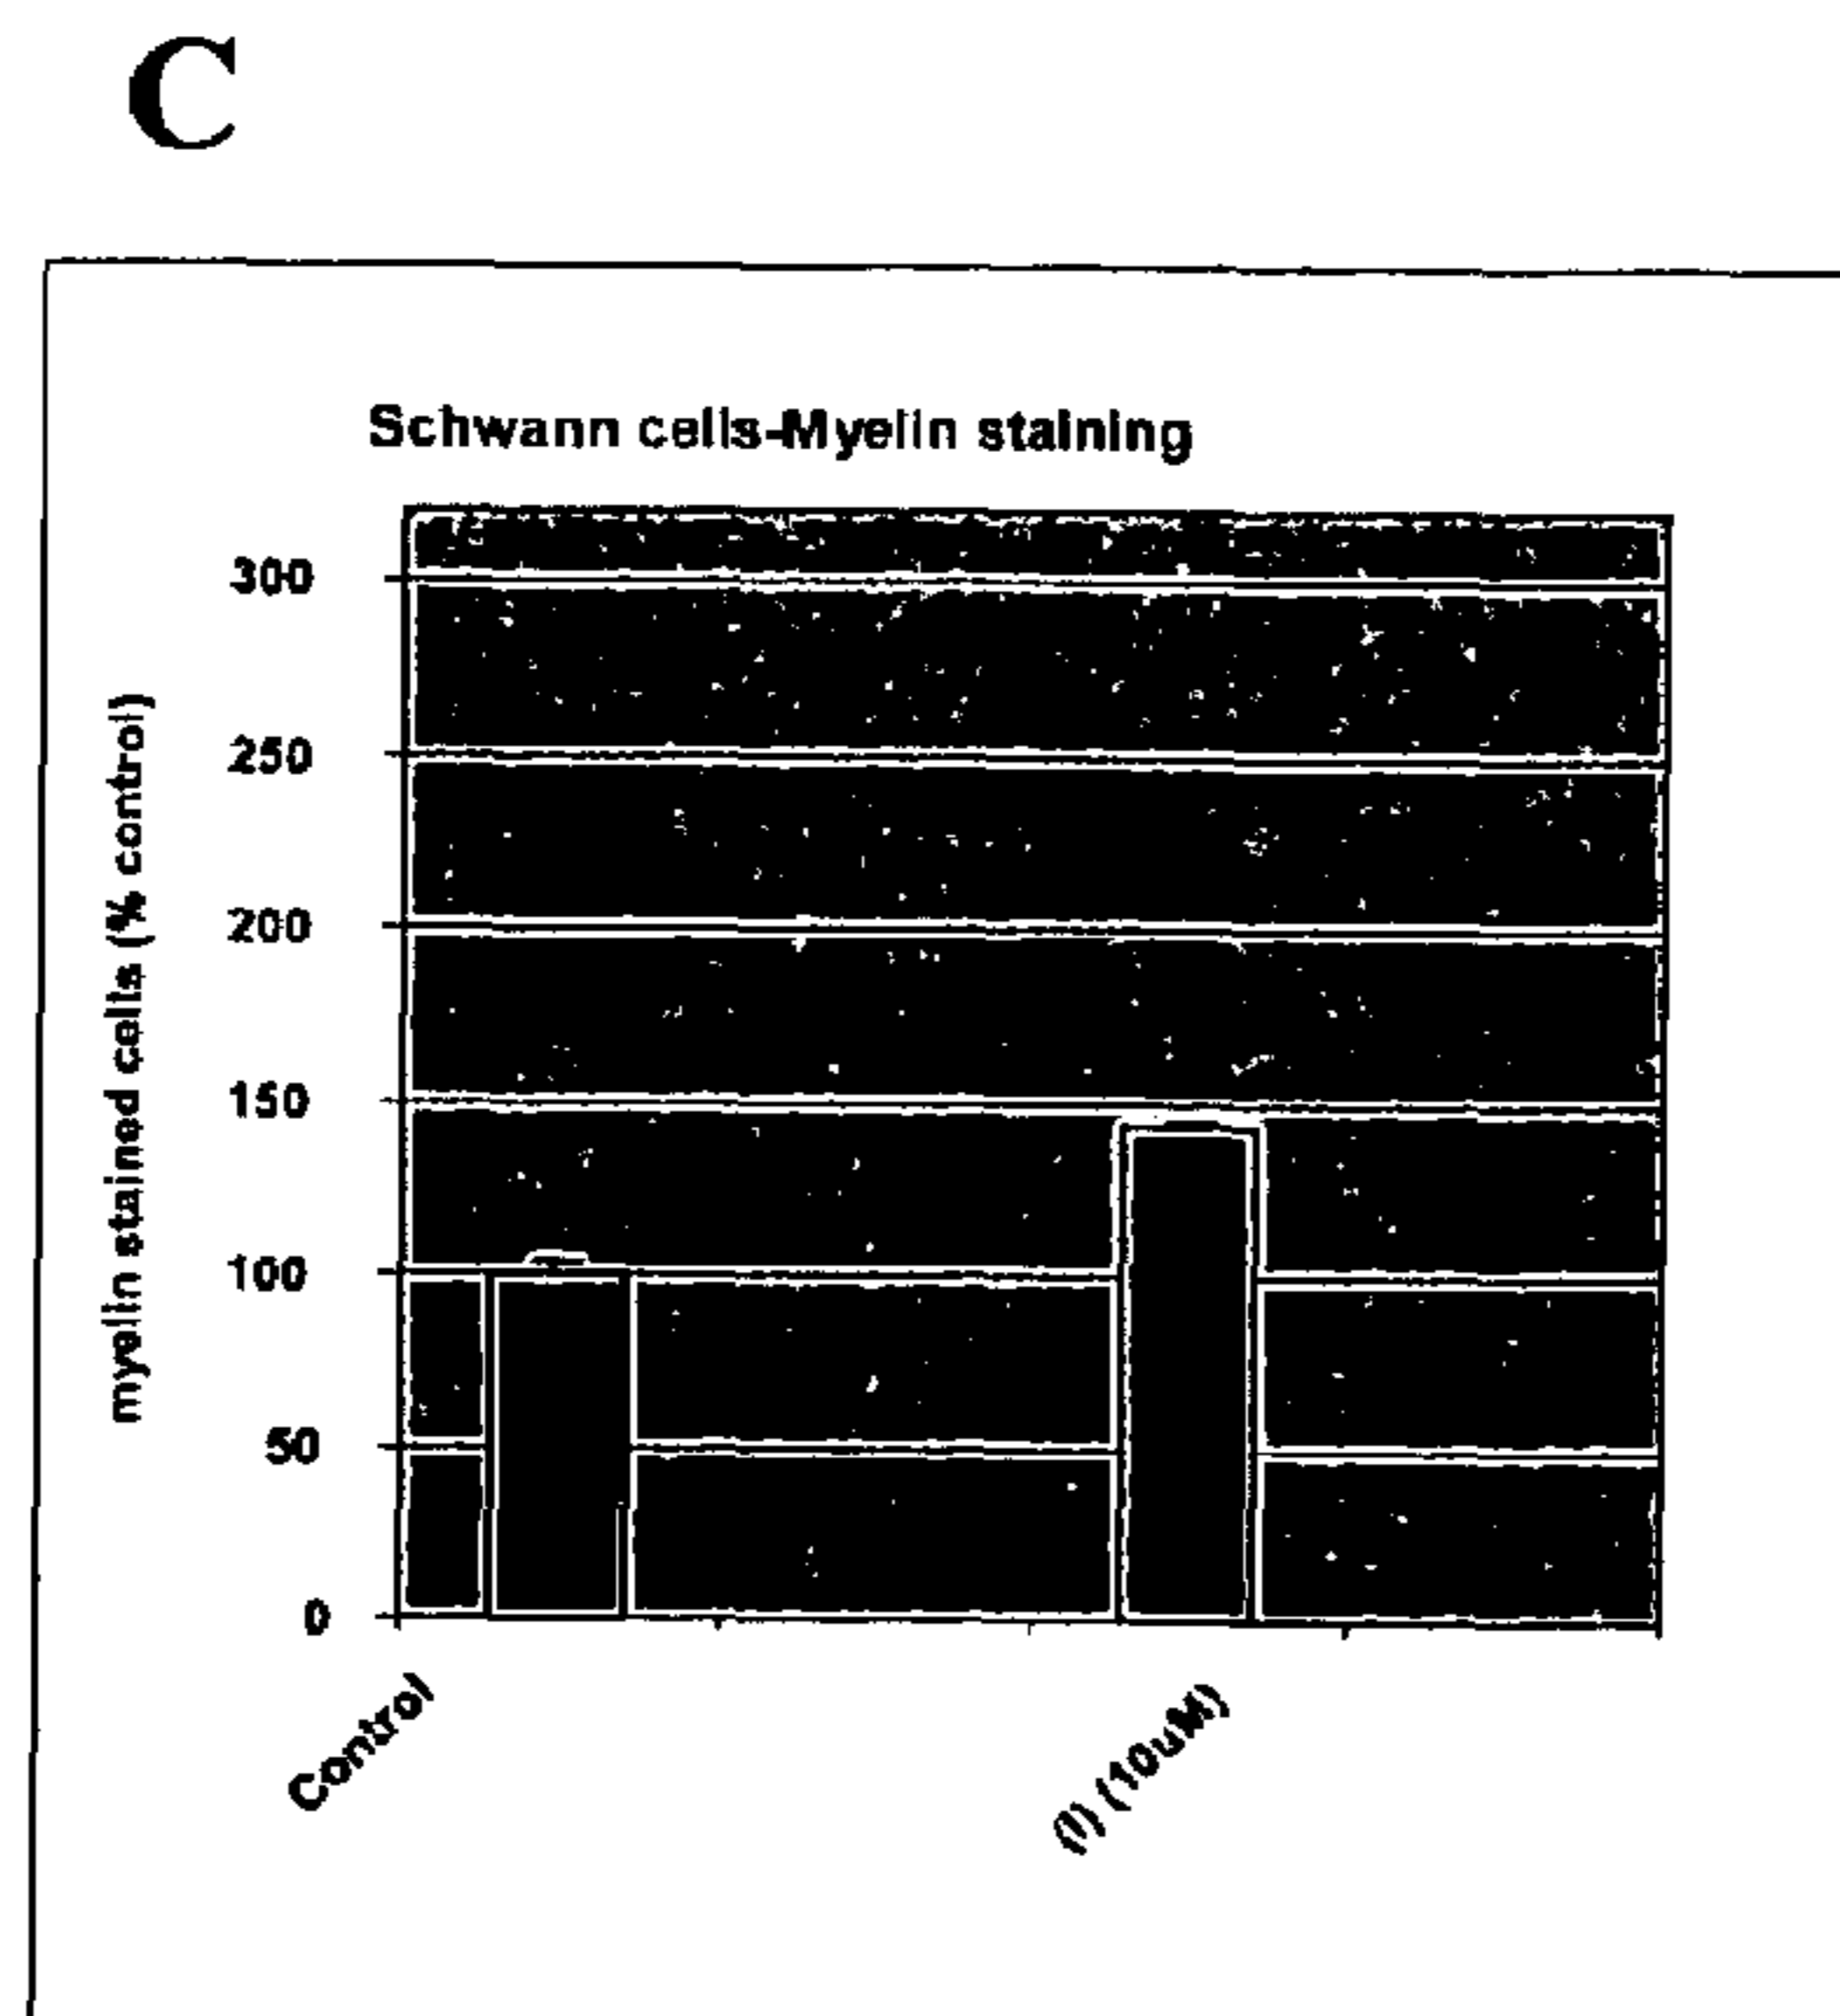 C
Schwann cells-Myelin staining
myelin stained cells (% control)
300
250
200
150
100
50
0
Control
(I) (10uM)